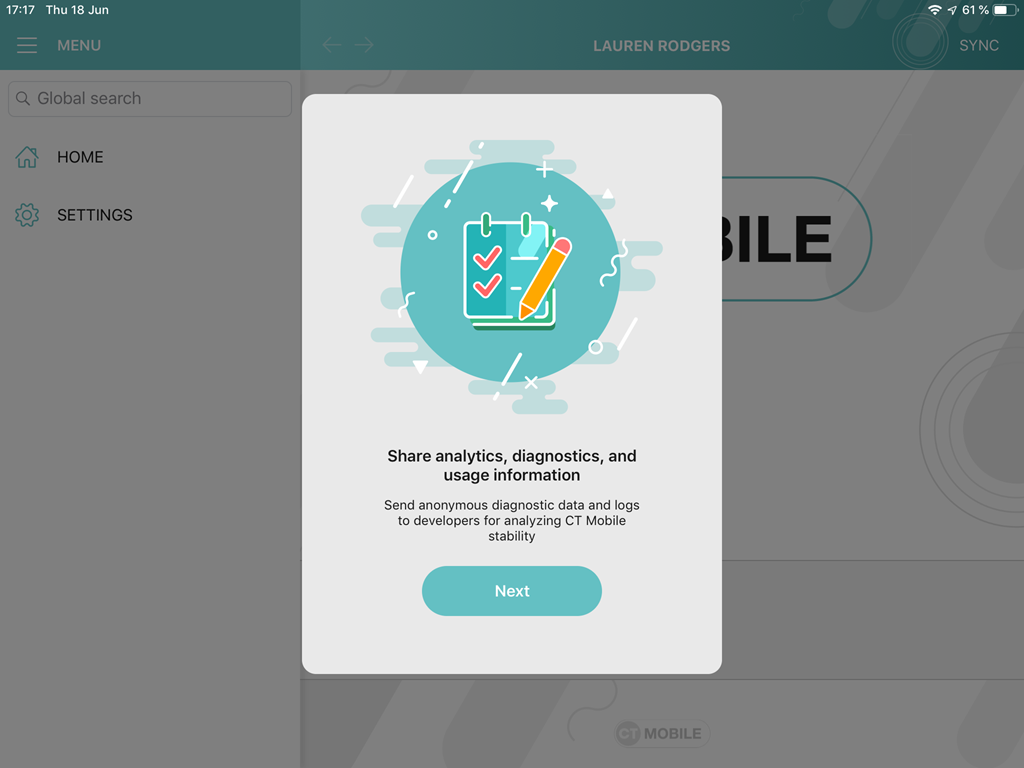 17:17 Thu 18 Jun
61 %
MENU
LAUREN RODGERS
SYNC
Global search
HOME
SETTINGS
BILE
Share analytics, diagnostics, and
usage information
Send anonymous diagnostic data and logs
to developers for analyzing CT Mobile
stability
Next
CT MOBILE